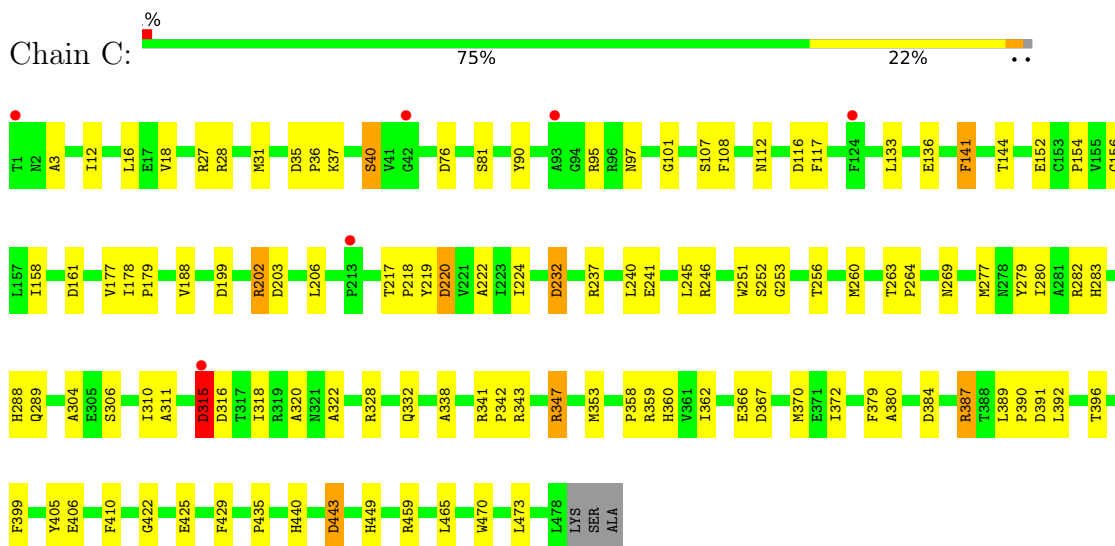 .%
Chain C:
75% 22% • •
T1 N2 A3 I12 L16 E17 V18 R27 R28 M31 D35 P36 K37 S40 V41 G42 D76 S81 Y90 A93 G94 R95 R96 N97 G101 S107 F108 N112 D116 F117 F124 L133 E136 F141 T144 E152 C153 P154 V155 G156
L157 I158 D161 V177 I178 P179 V188 D199 R202 D203 L206 P213 T217 P218 Y219 D220 V221 A222 I223 I224 D232 R237 L240 E241 L245 R246 W251 S252 G253 T256 M260 T263 P264 N269 M277 N278 Y279 I280 A281 R282 H283
H288 Q289 A304 E305 S306 I310 A311 D315 D316 T317 I318 R319 A320 N321 A322 R328 Q332 A338 R341 P342 R343 R347 M353 P358 R359 H360 V361 I362 E366 D367 M370 E371 I372 F379 A380 D384 R387 T388 L389 P390 D391 L392 T396
F399 Y405 E406 F410 G422 E425 F429 P435 H440 D443 H449 R459 L465 W470 L473 L478 LYS SER ALA